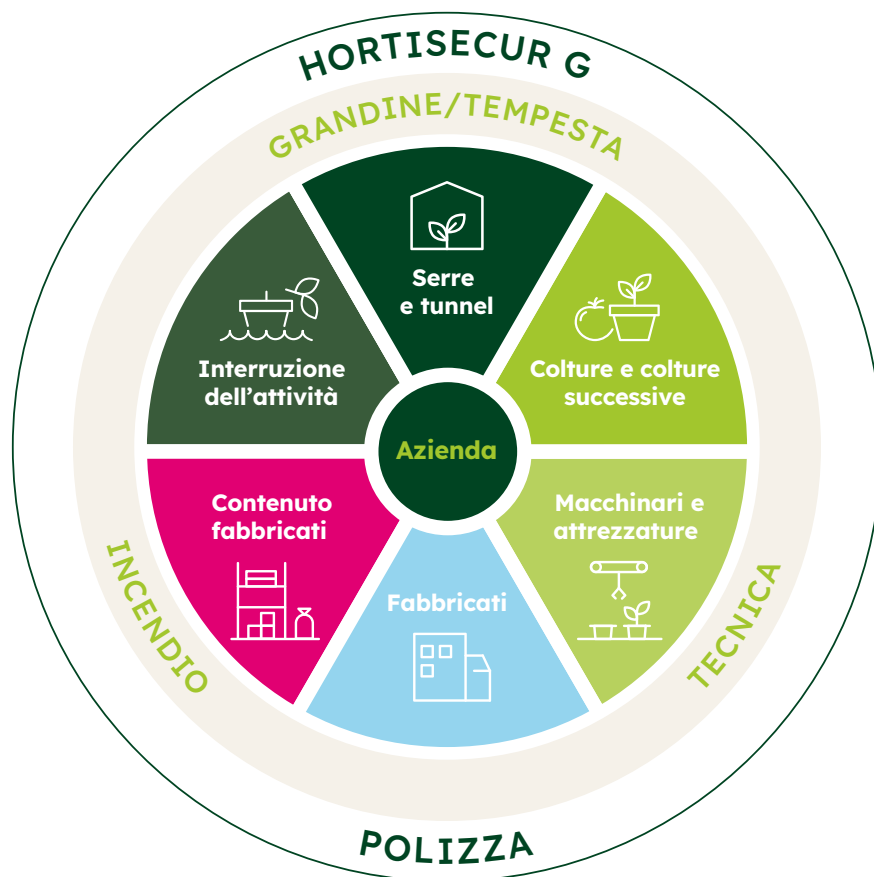 HORTISECUR G
GRANDINE/TEMPESTA
Serre
e tunnel
Interruzione
dell’attività
Colture e colture
successive
Azienda
Contenuto
fabbricati
Macchinari e
attrezzature
Fabbricati
INCENDIO
TECNICA
POLIZZA